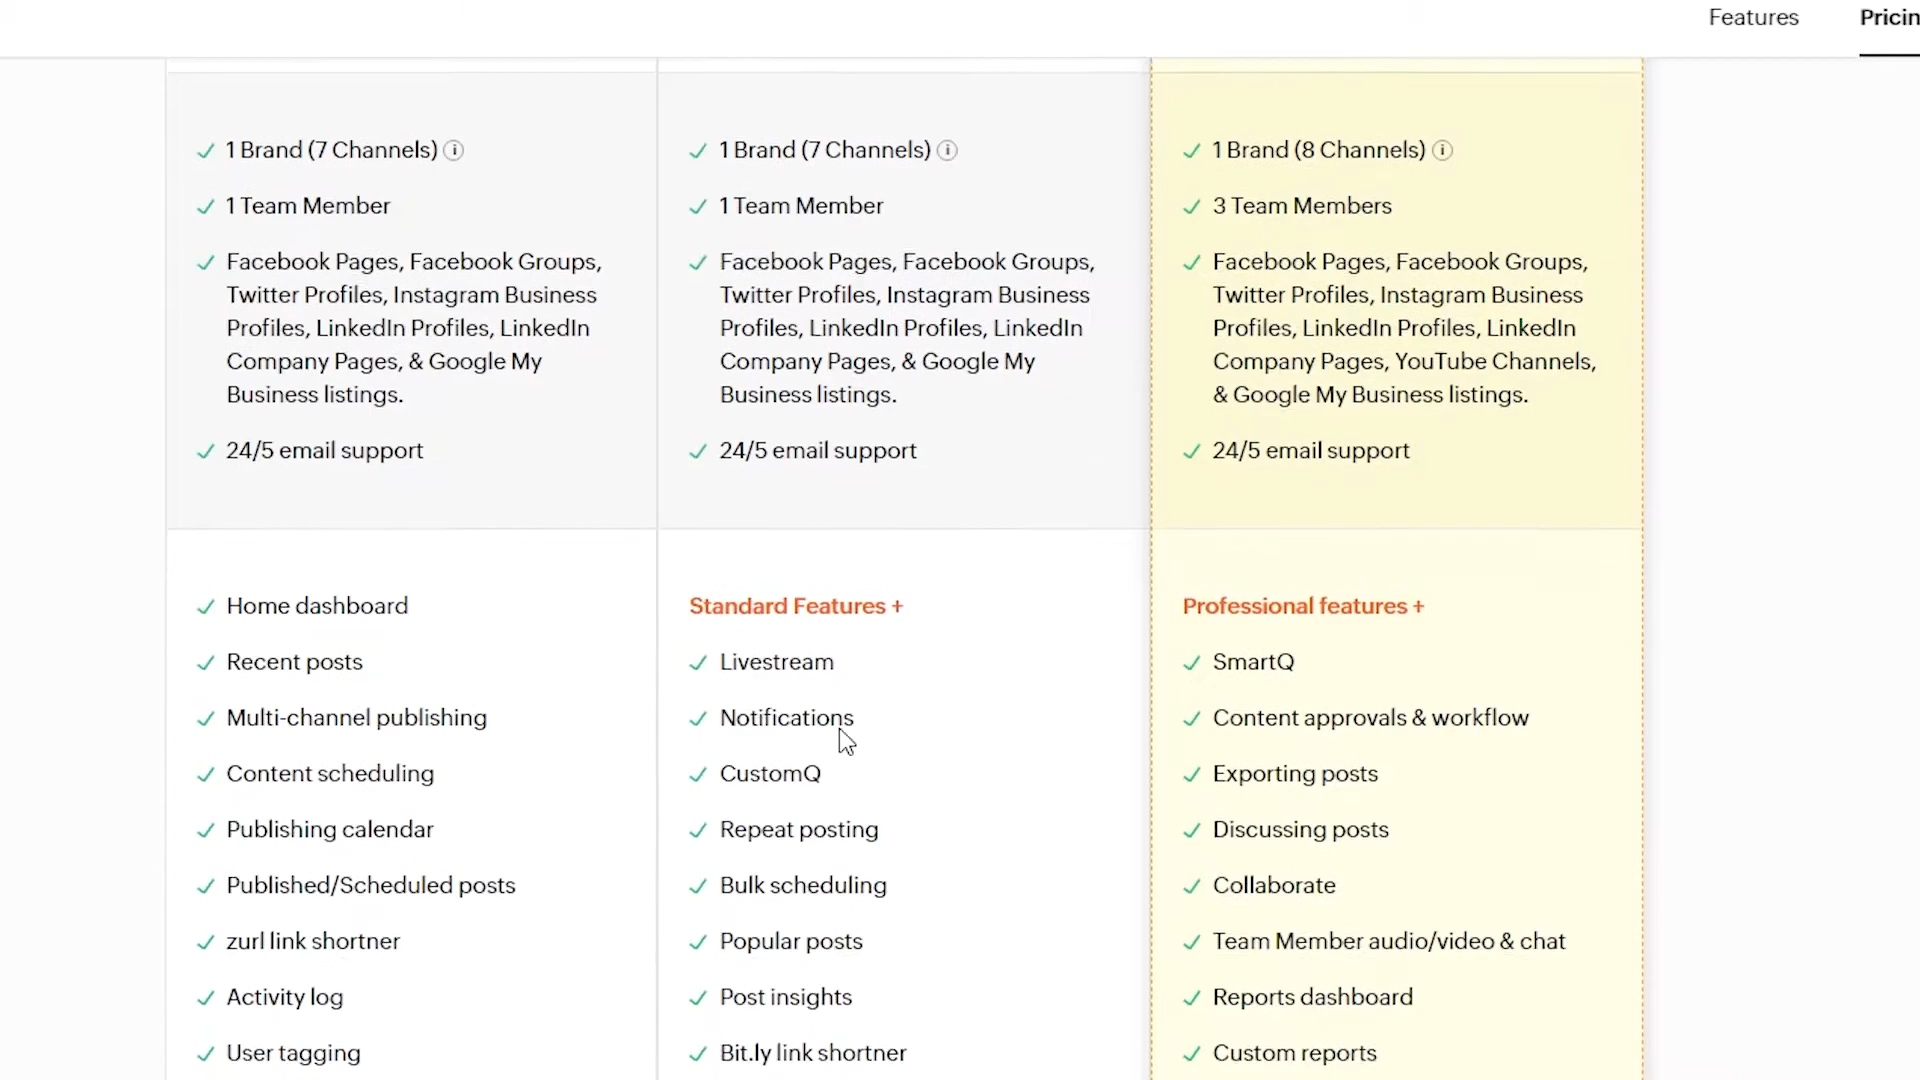 Features
Pricin
1 Brand (7 Channels)
1 Team Member
Facebook Pages, Facebook Groups,
Twitter Profiles, Instagram Business
Profiles, LinkedIn Profiles, LinkedIn
Company Pages, & Google My
Business listings.
24/5 email support
Home dashboard
Recent posts
Multi-channel publishing
Content scheduling
Publishing calendar
Published/Scheduled posts
zurl link shortner
Activity log
User tagging
1 Brand (7 Channels)
1 Team Member
Facebook Pages, Facebook Groups,
Twitter Profiles, Instagram Business
Profiles, LinkedIn Profiles, LinkedIn
Company Pages, & Google My
Business listings.
24/5 email support
Standard Features +
Livestream
Notifications
CustomQ
Repeat posting
Bulk scheduling
Popular posts
Post insights
Bit.ly link shortner
1 Brand (8 Channels)
3 Team Members
Facebook Pages, Facebook Groups,
Twitter Profiles, Instagram Business
Profiles, LinkedIn Profiles, LinkedIn
Company Pages, YouTube Channels,
& Google My Business listings.
24/5 email support
Professional features +
SmartQ
Content approvals & workflow
Exporting posts
Discussing posts
Collaborate
Team Member audio/video & chat
Reports dashboard
Custom reports